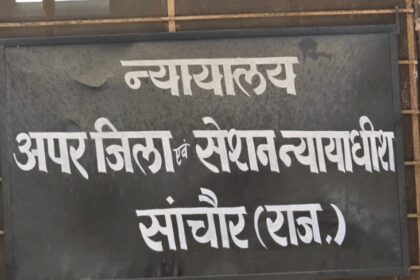 न्यायालय
अपर जिला एवं सेशन न्यायाधीश
सांचौर (राज.)